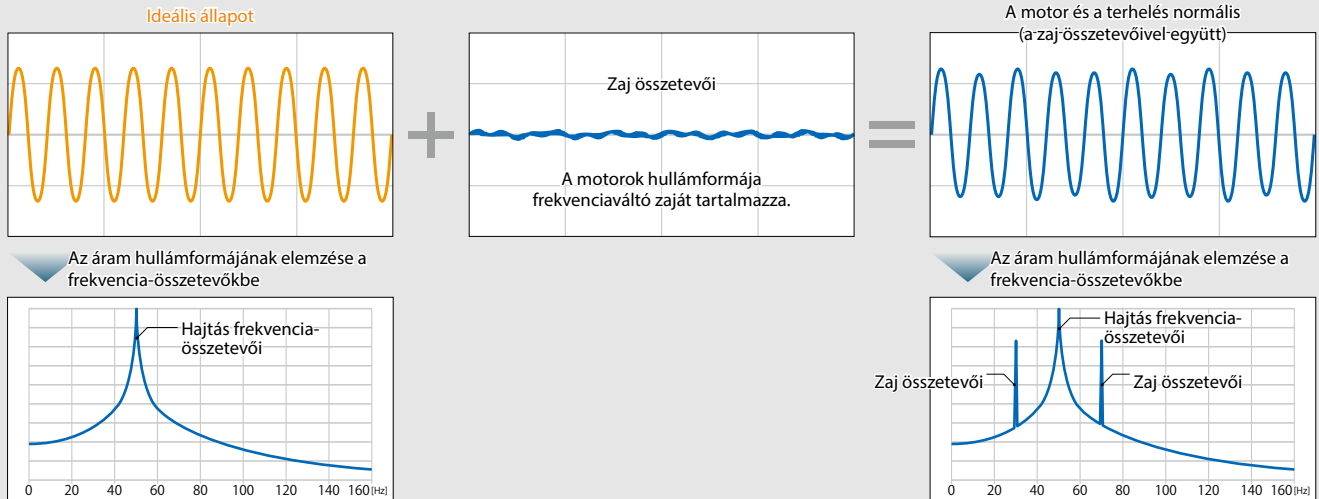 Ideális állapot
Zaj összetevői
A motorok hullámformája
frekvenciaváltó zaját tartalmazza.
A motor és a terhelés normális
(a zaj összetevőivel együtt)
Az áram hullámformájának elemzése a
frekvencia-összetevőkbe
Az áram hullámformájának elemzése a
frekvencia-összetevőkbe
Hajtás frekvencia-
összetevői
0 20 40 60 80 100 120 140 160 [Hz]
Hajtás frekvencia-
összetevői
Zaj összetevői
Zaj összetevői
0 20 40 60 80 100 120 140 160 [Hz]